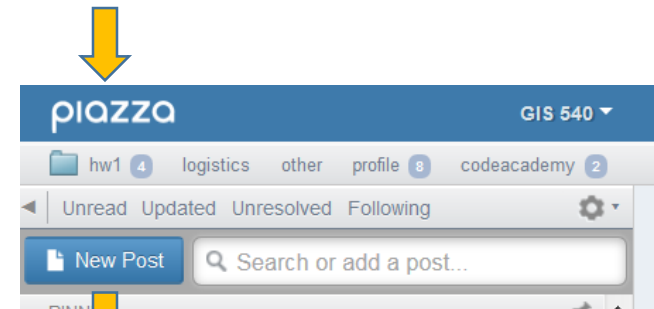 piazza GIS 540
hw1 4 logistics other profile 8 codeacademy 2
Unread Updated Unresolved Following
New Post Search or add a post...